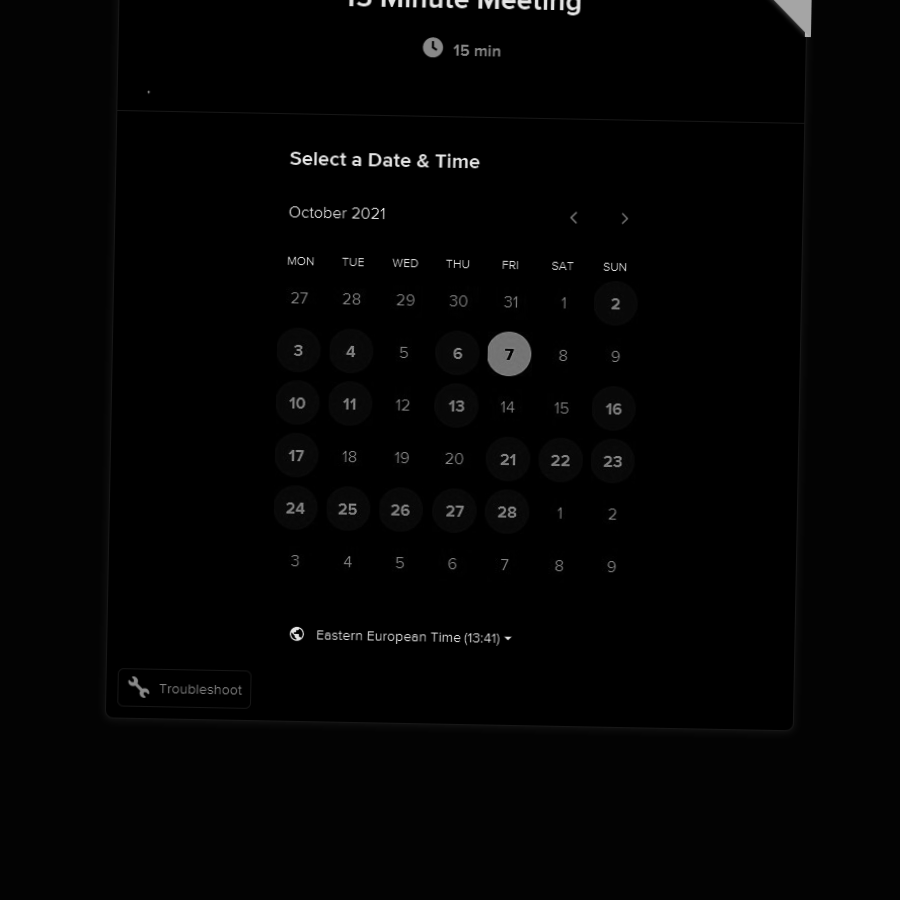 15 Minute Meeting
15 min
Select a Date & Time
October 2021
MON TUE WED THU FRI SAT SUN
27 28 29 30 31 1 2
3 4 5 6 7 8 9
10 11 12 13 14 15 16
17 18 19 20 21 22 23
24 25 26 27 28 1 2
3 4 5 6 7 8 9
Eastern European Time (13:41)
Troubleshoot